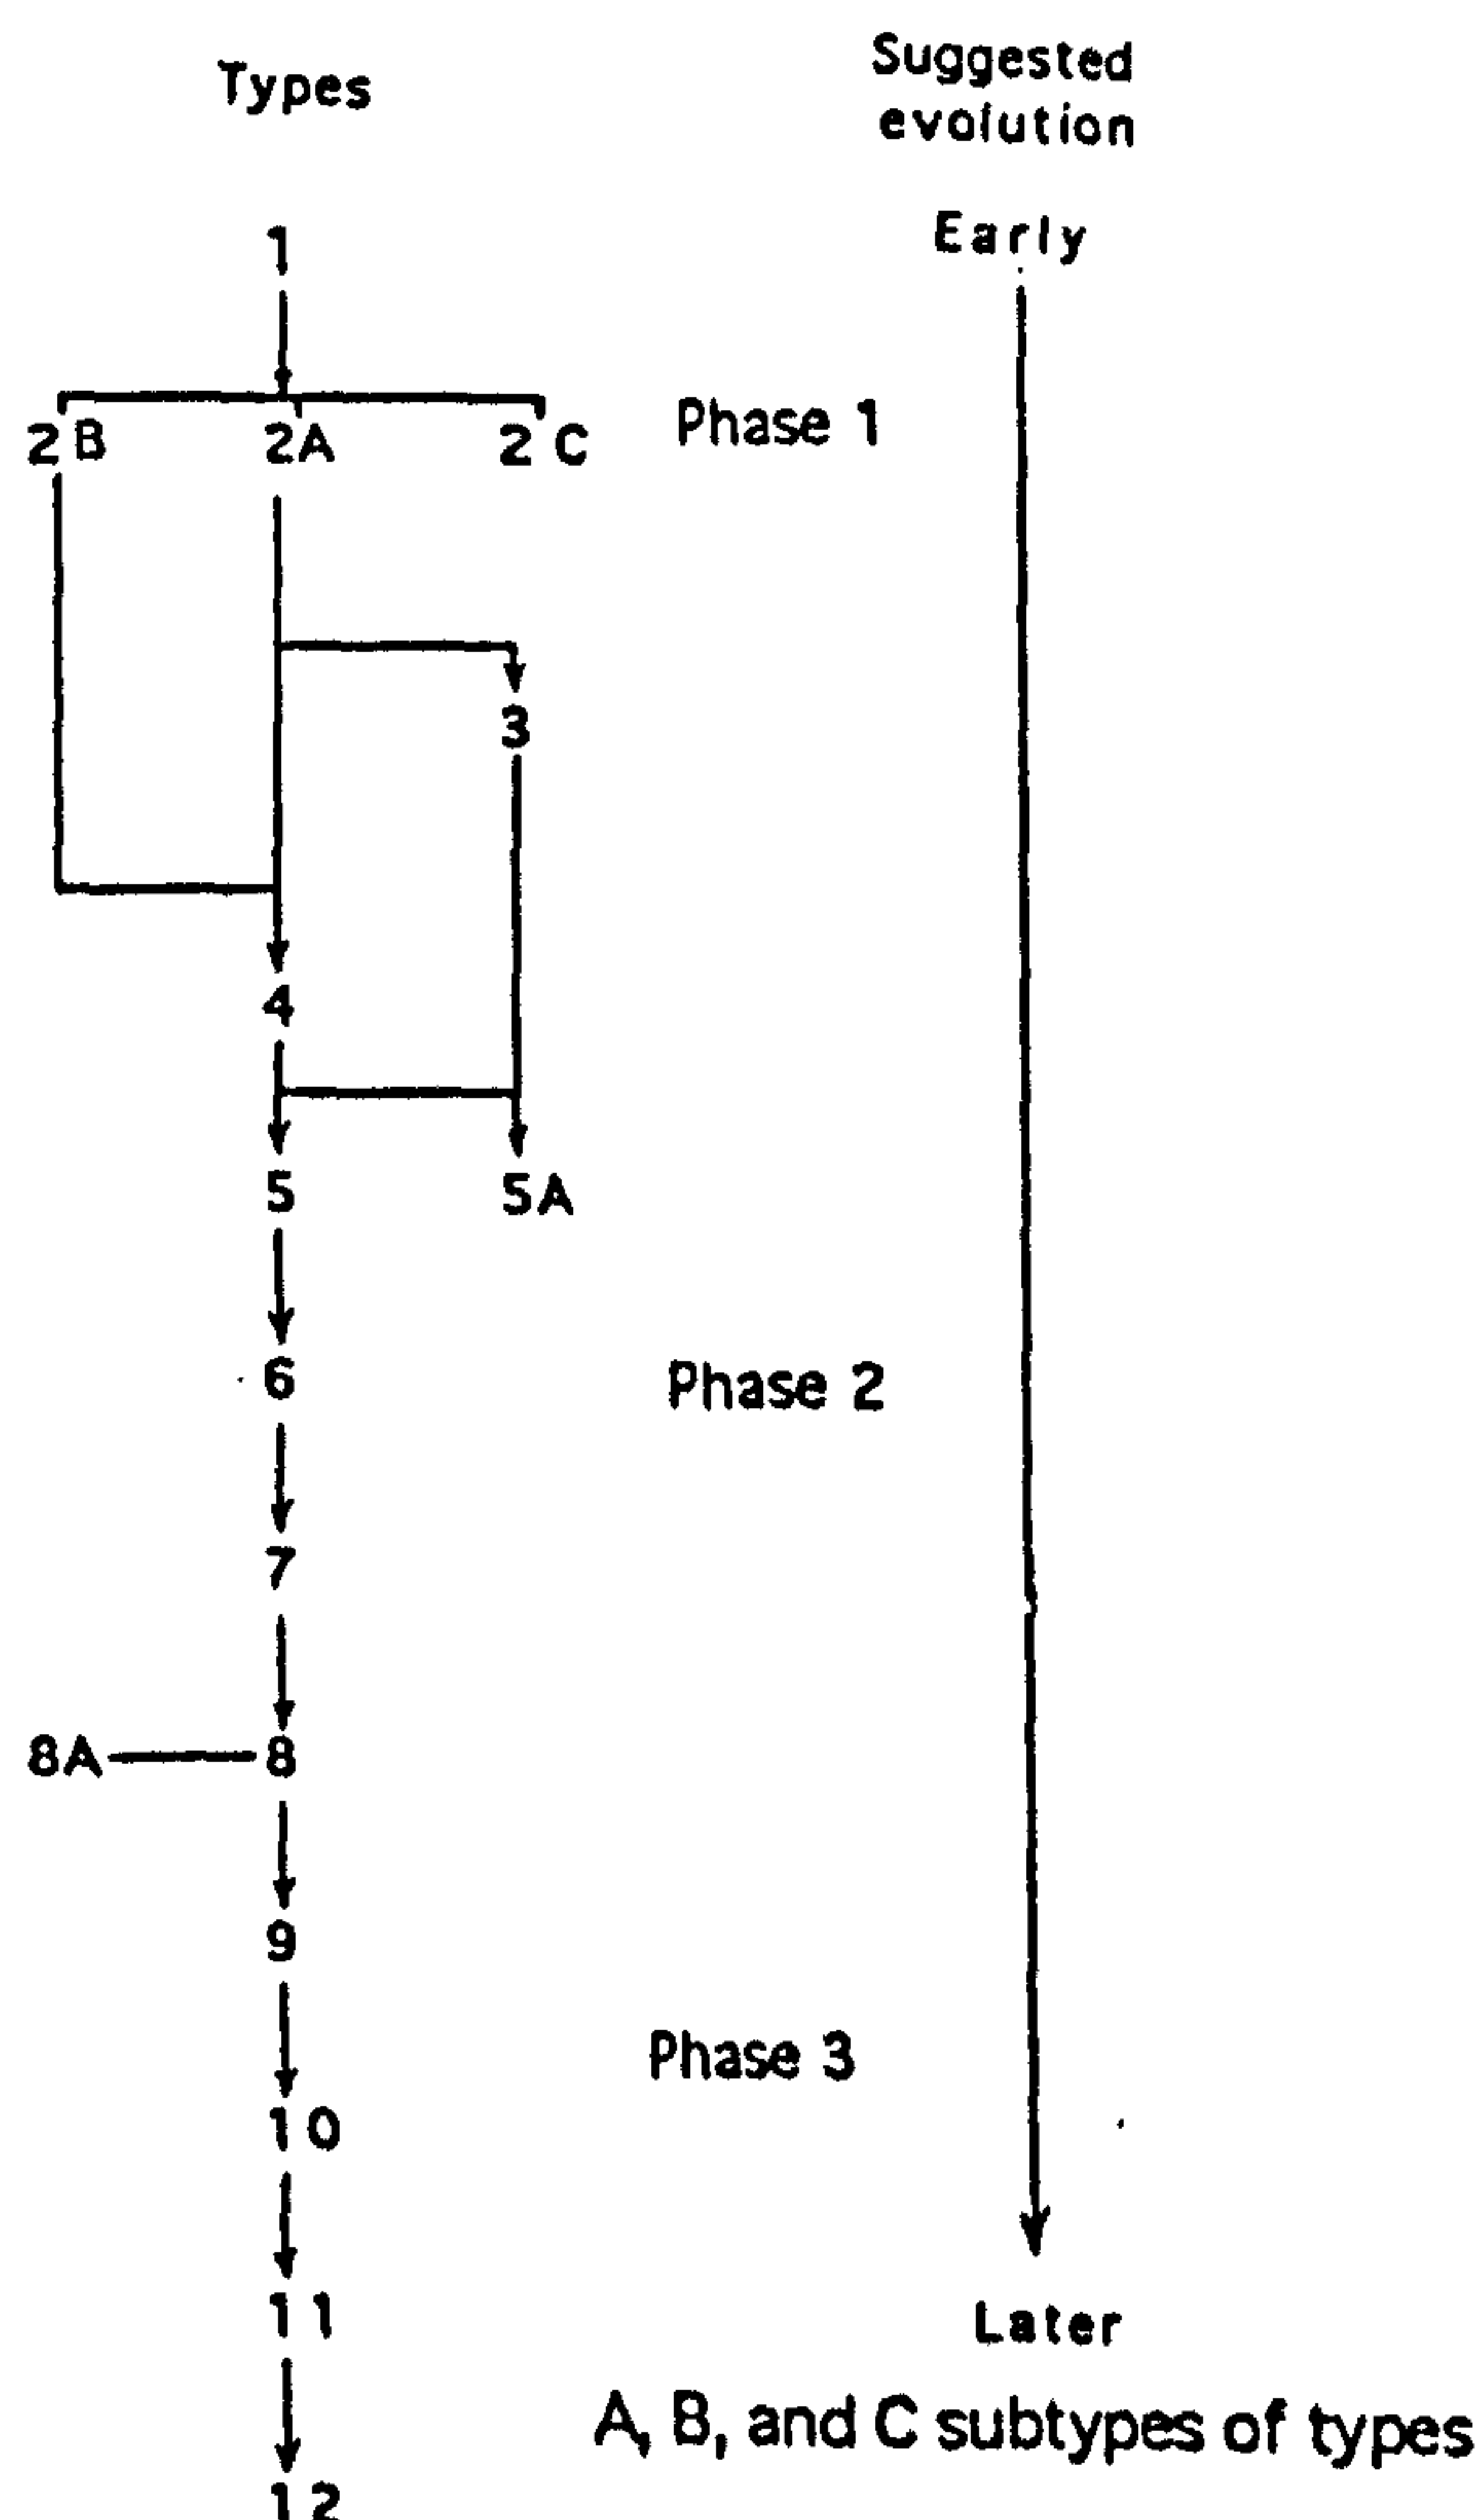 Types
Suggested
evolution
1
Early
2B 2A 2C
Phase 1
3
4
5 5A
6
Phase 2
7
8A 8
9
Phase 3
10
11
Later
A, B, and C subtypes of types
12